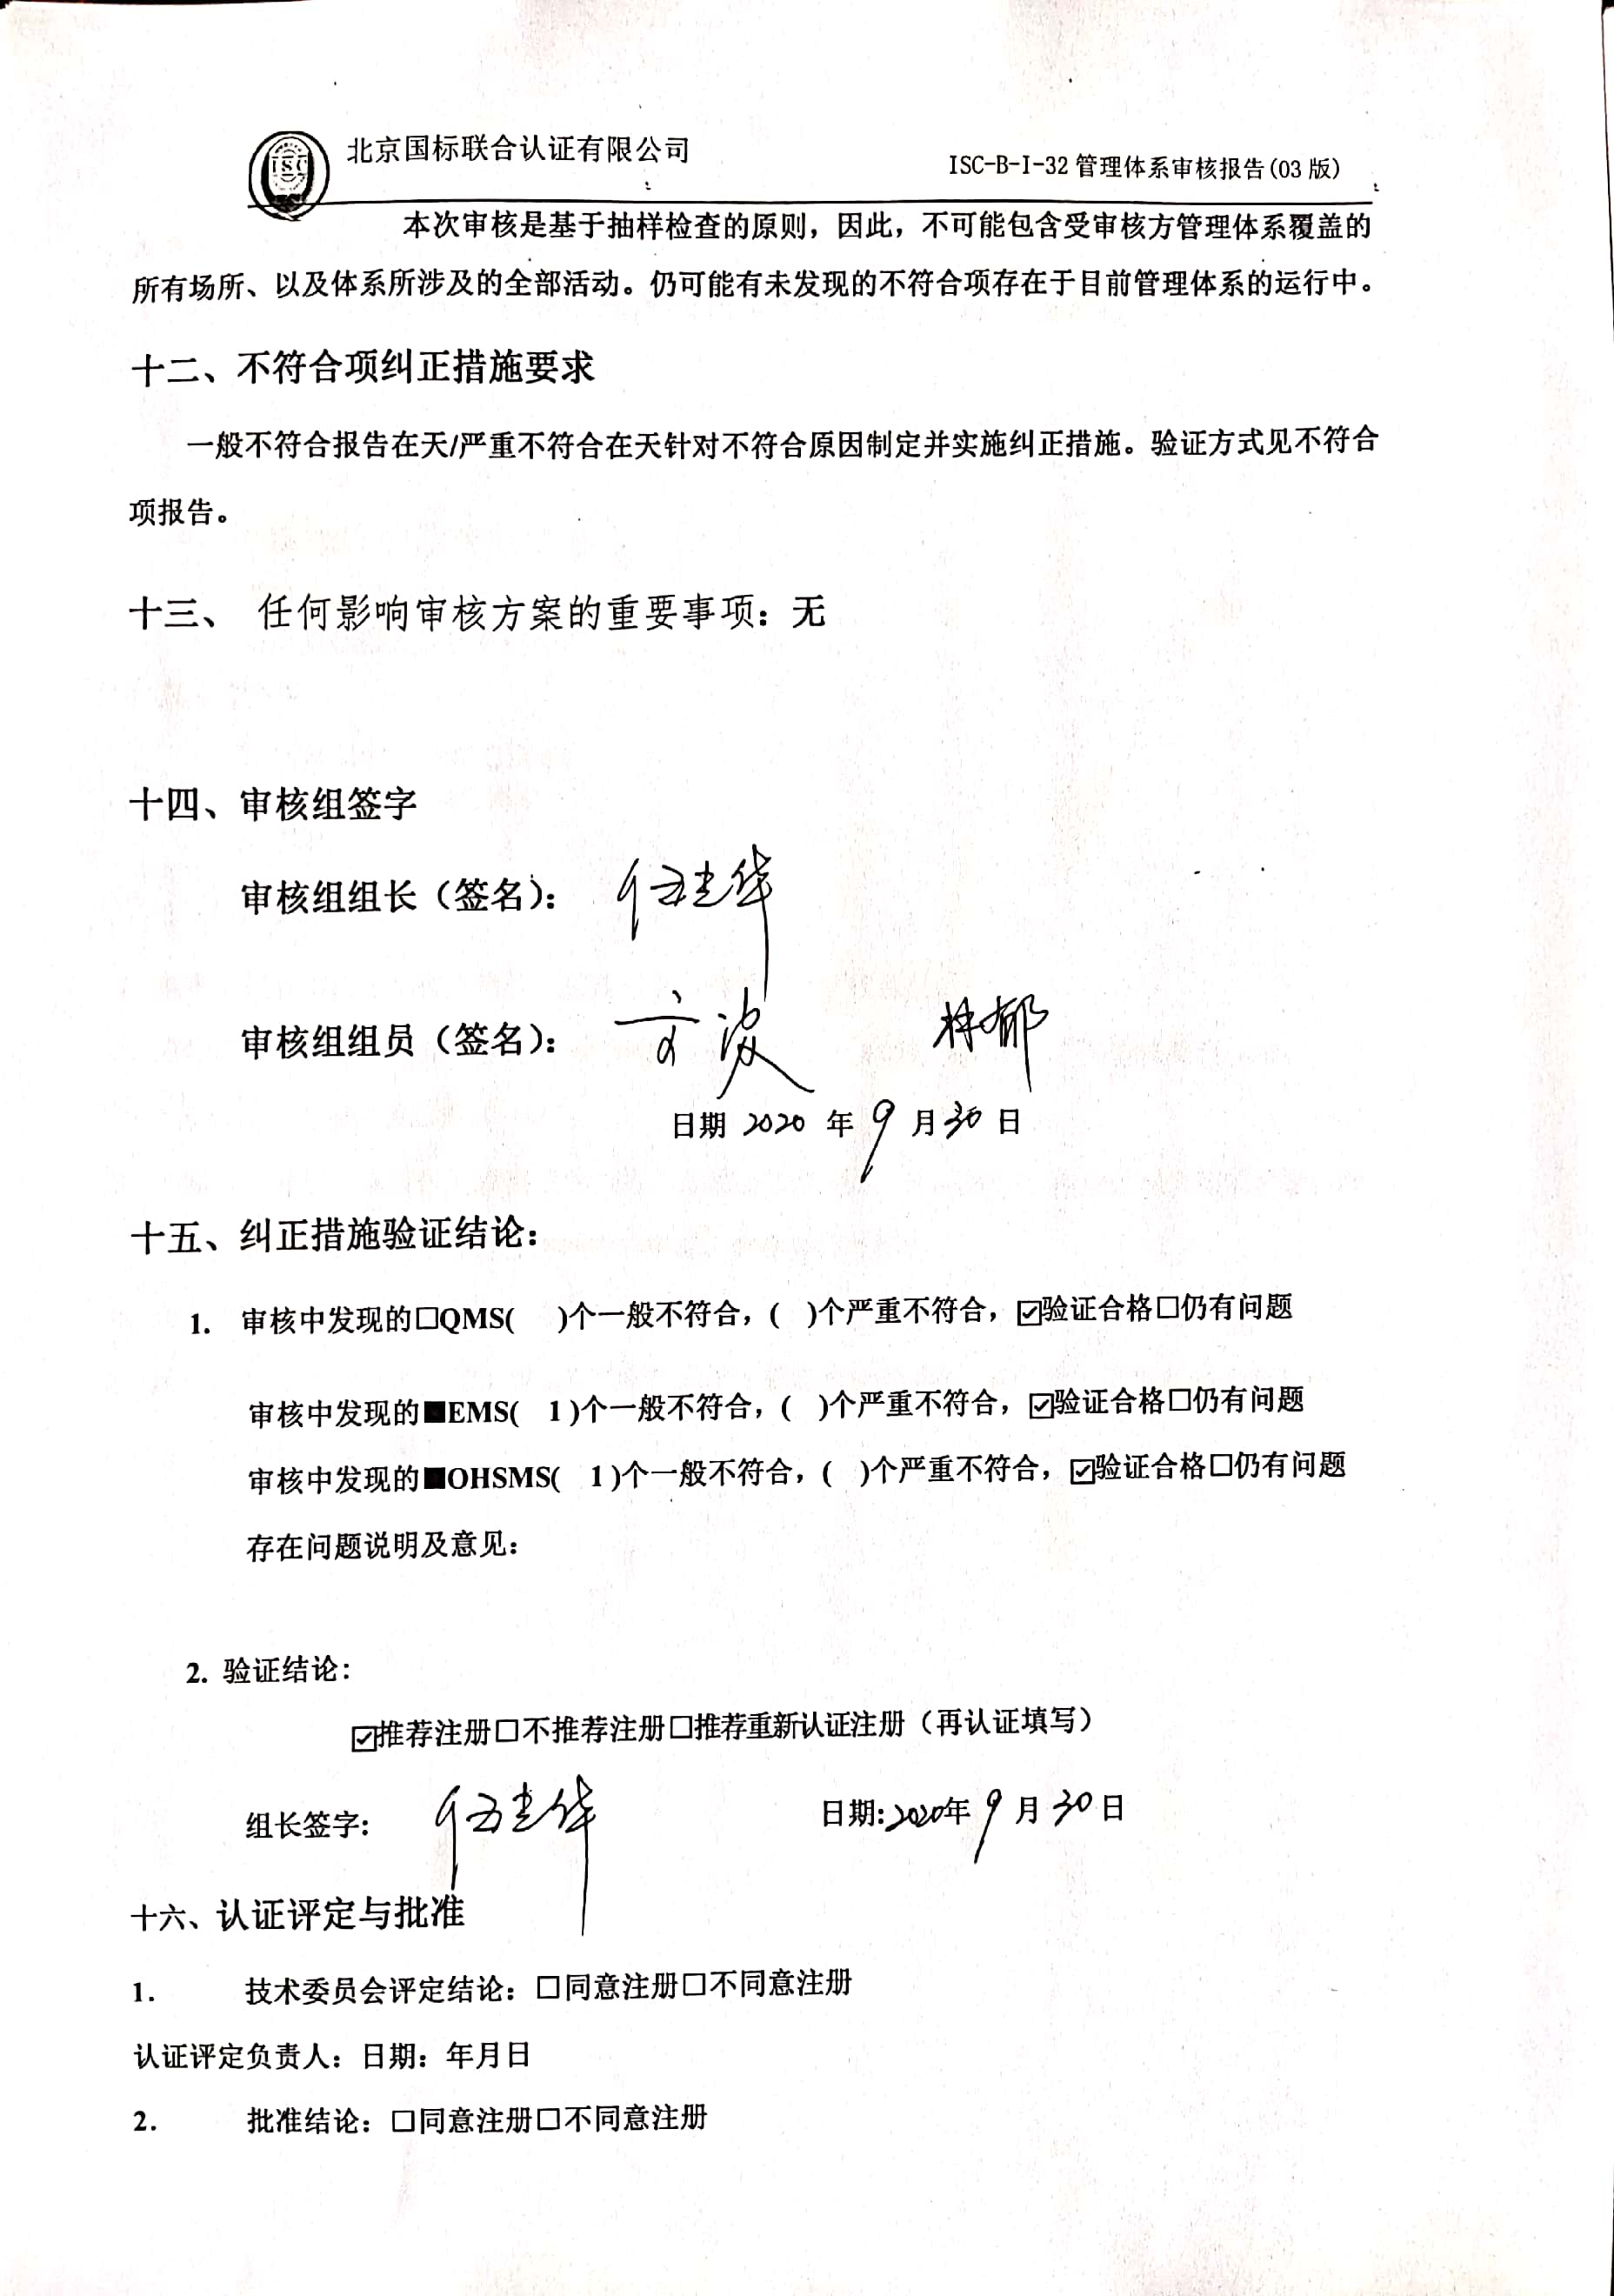 ISC
北京国标联合认证有限公司
ISC-B-I-32 管理体系审核报告(03 版)
本次审核是基于抽样检查的原则，因此，不可能包含受审核方管理体系覆盖的
所有场所、以及体系所涉及的全部活动。仍可能有未发现的不符合项存在于目前管理体系的运行中。
十二、不符合项纠正措施要求
一般不符合报告在天/严重不符合在天针对不符合原因制定并实施纠正措施。验证方式见不符合
项报告。
十三、 任何影响审核方案的重要事项：无
十四、审核组签字
审核组组长（签名）： 伍光华
审核组组员（签名）： 文波 林郁
日期 2020 年 9 月 30 日
十五、纠正措施验证结论：
1. 审核中发现的□QMS( )个一般不符合，( )个严重不符合，☑验证合格□仍有问题
审核中发现的■EMS( 1 )个一般不符合，( )个严重不符合，☑验证合格□仍有问题
审核中发现的■OHSMS( 1 )个一般不符合，( )个严重不符合，☑验证合格□仍有问题
存在问题说明及意见：
2. 验证结论：
☑推荐注册□不推荐注册□推荐重新认证注册（再认证填写）
组长签字: 伍光华 日期:2020年 9 月 30 日
十六、认证评定与批准
1. 技术委员会评定结论：□同意注册□不同意注册
认证评定负责人：日期：年月日
2. 批准结论：□同意注册□不同意注册